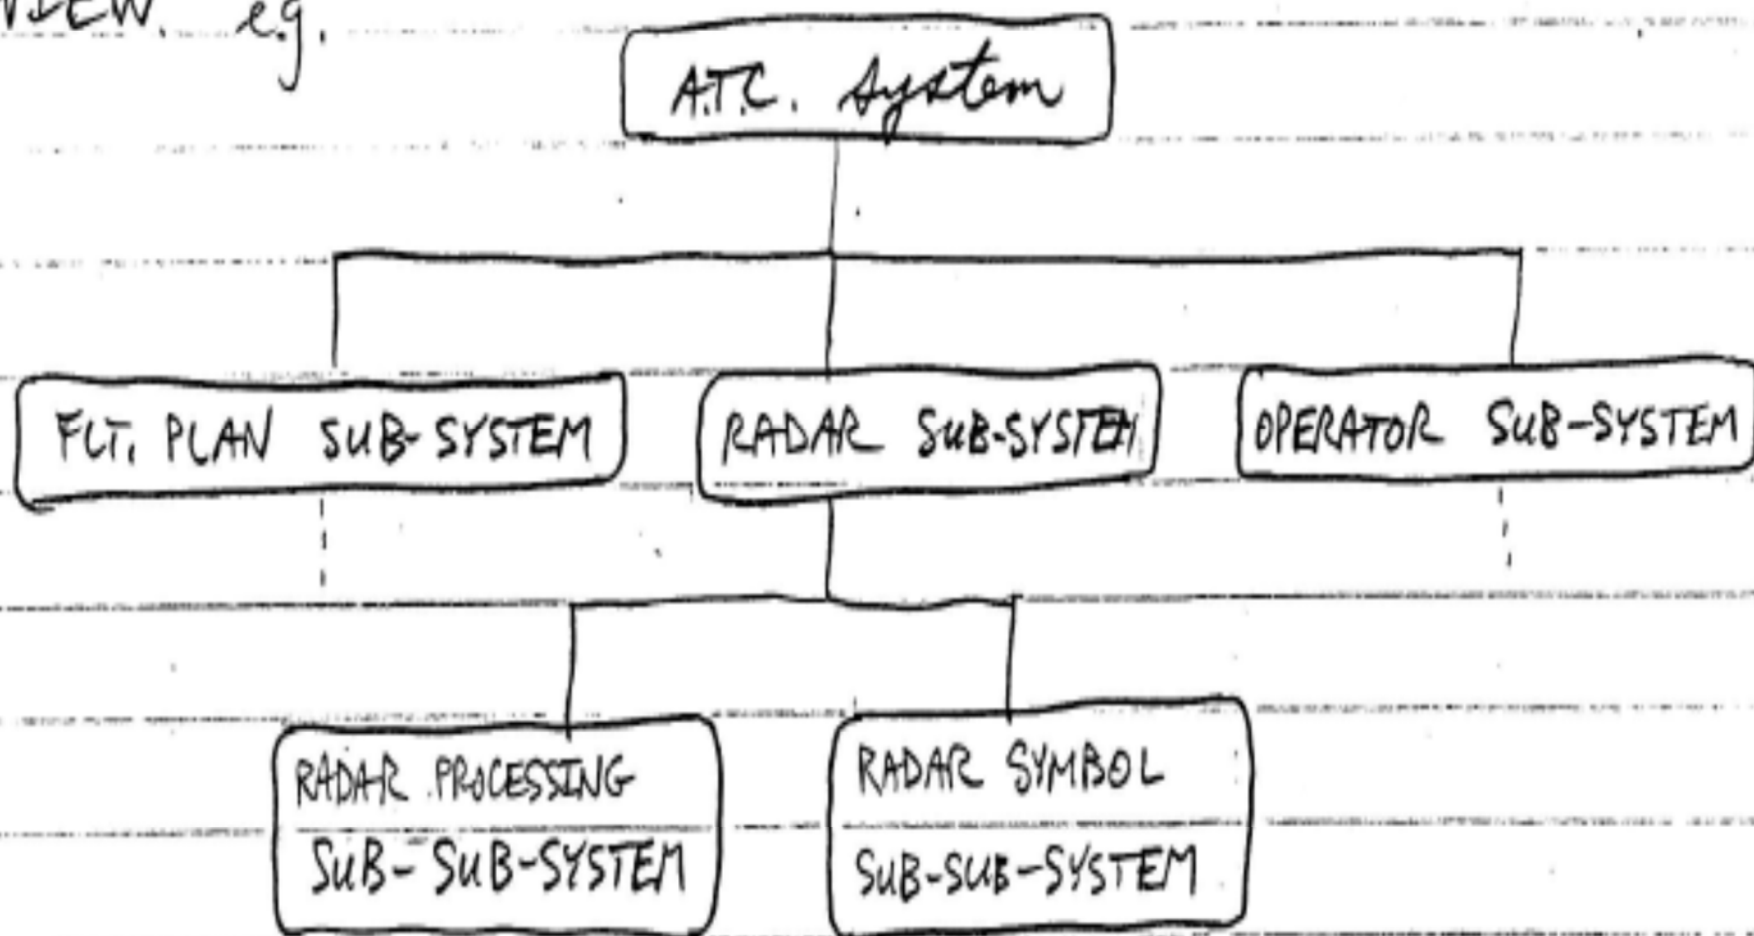 e.g.
A.T.C. System
FLT. PLAN SUB-SYSTEM
RADAR SUB-SYSTEM
OPERATOR SUB-SYSTEM
RADAR PROCESSING
SUB-SUB-SYSTEM
RADAR SYMBOL
SUB-SUB-SYSTEM